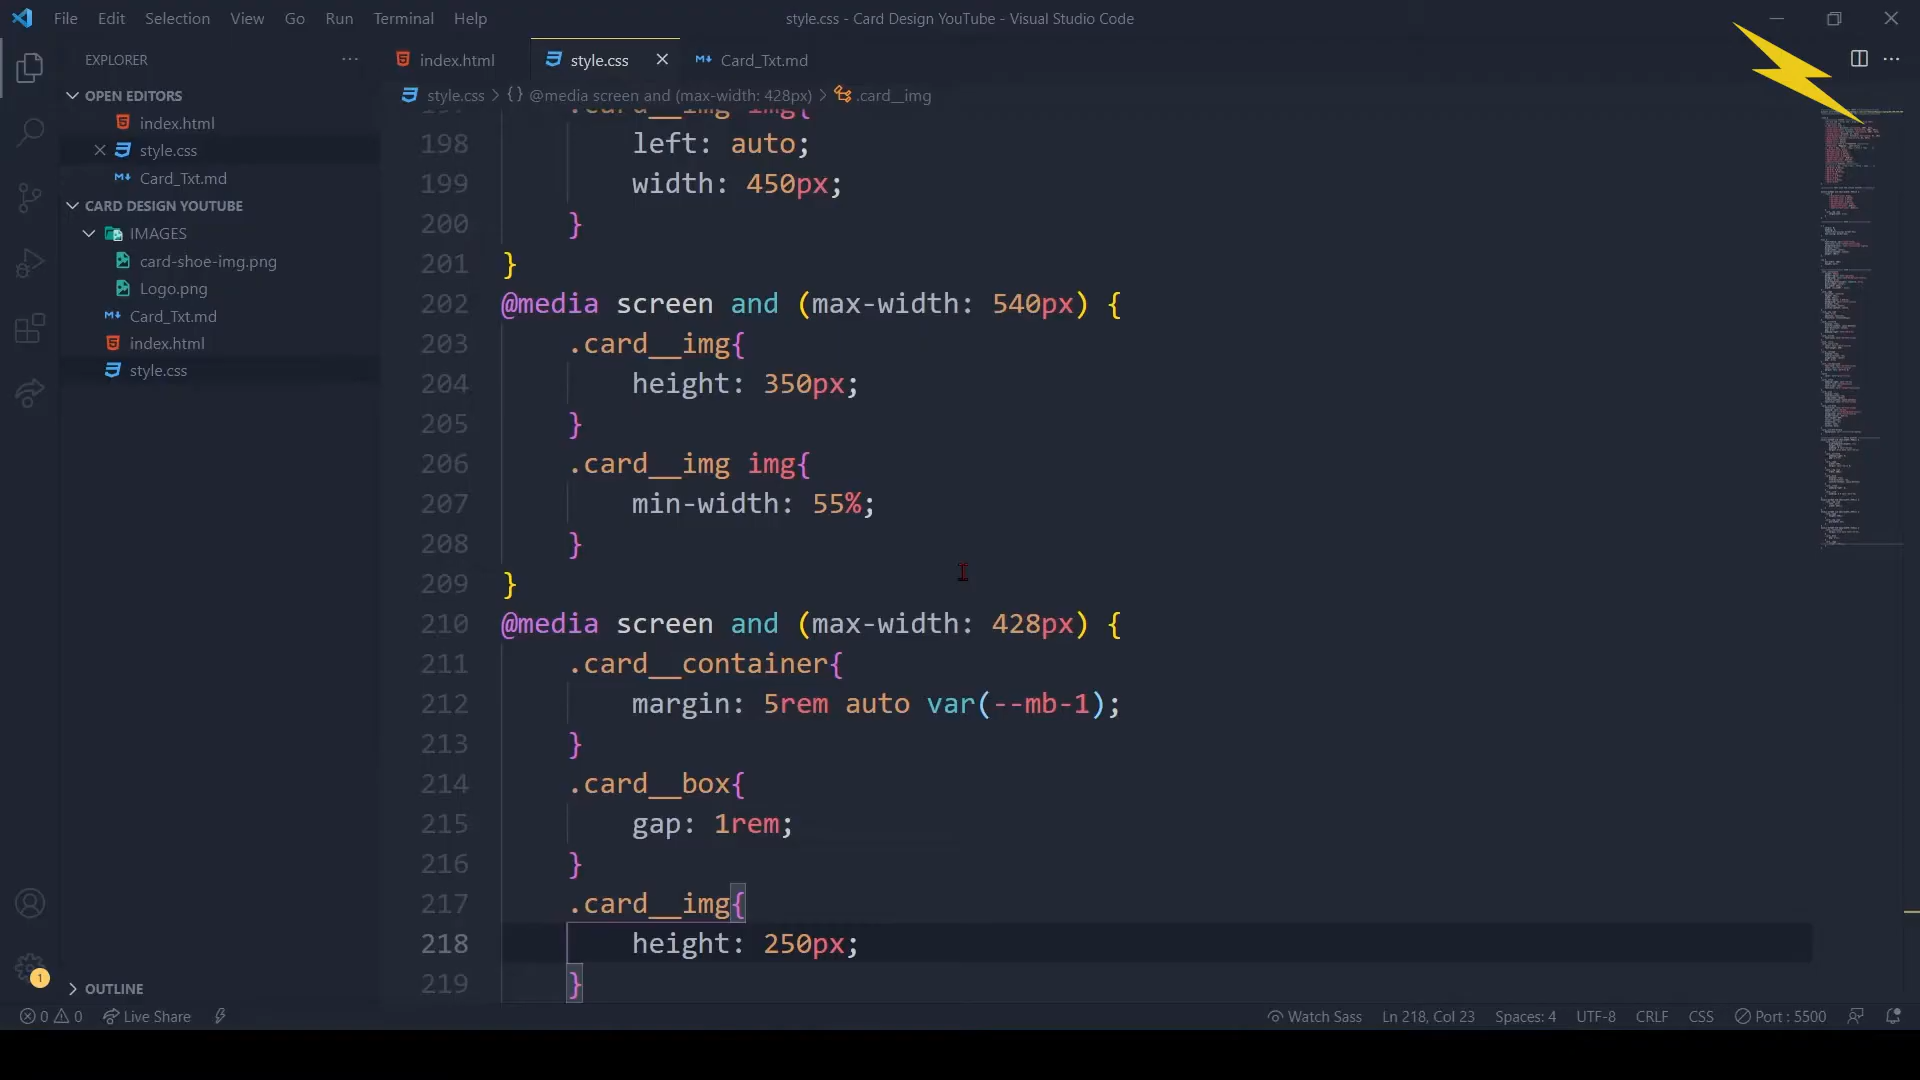 File Edit Selection View Go Run Terminal Help
style.css - Card Design YouTube - Visual Studio Code
EXPLORER
index.html
style.css
Card_Txt.md
OPEN EDITORS
index.html
style.css
Card_Txt.md
CARD DESIGN YOUTUBE
IMAGES
card-shoe-img.png
Logo.png
Card_Txt.md
index.html
style.css
OUTLINE
style.css > {} @media screen and (max-width: 428px) > .card__img
197 .card__img img{
198 left: auto;
199 width: 450px;
200 }
201 }
202 @media screen and (max-width: 540px) {
203 .card__img{
204 height: 350px;
205 }
206 .card__img img{
207 min-width: 55%;
208 }
209 }
210 @media screen and (max-width: 428px) {
211 .card__container{
212 margin: 5rem auto var(--mb-1);
213 }
214 .card__box{
215 gap: 1rem;
216 }
217 .card__img{
218 height: 250px;
219 }
1
0 0 Live Share
Watch Sass Ln 218, Col 23 Spaces: 4 UTF-8 CRLF CSS Port : 5500